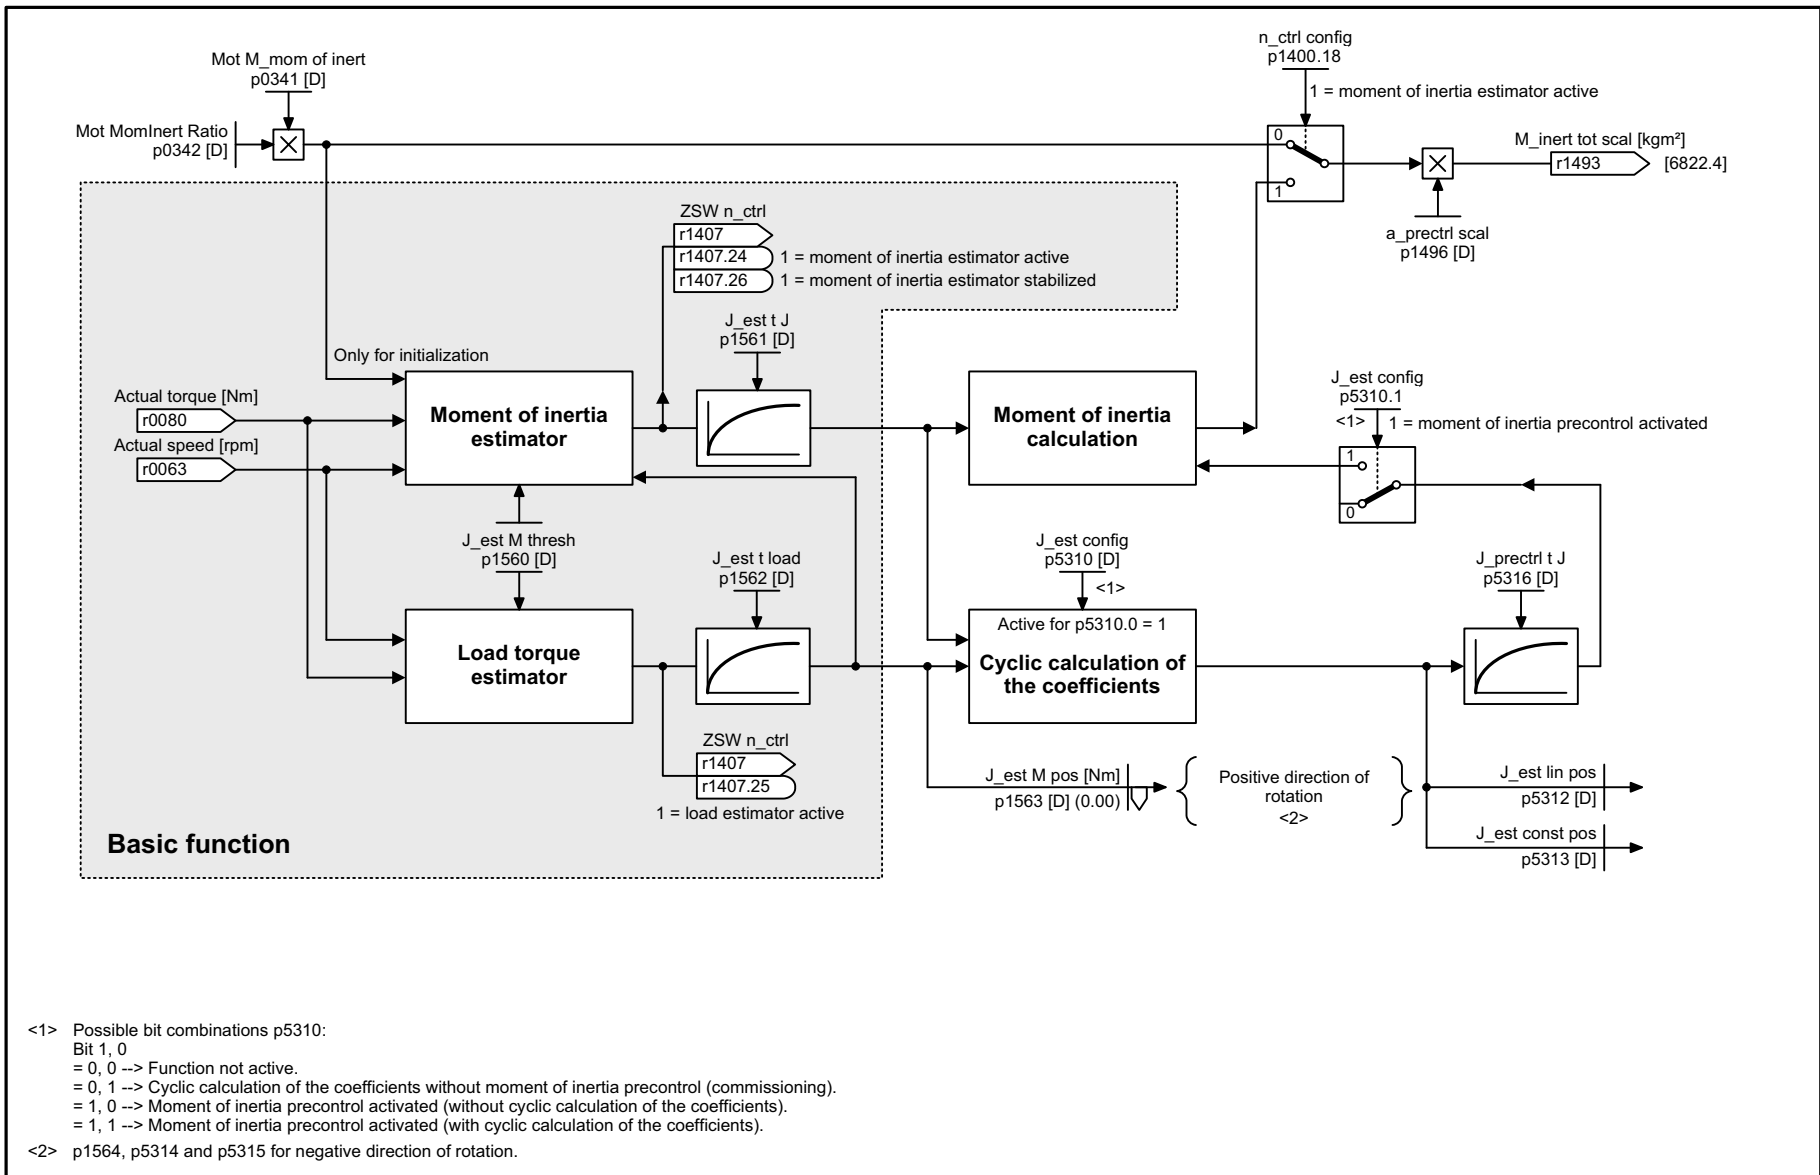 n_ctrl config
p1400.18
1 = moment of inertia estimator active
Mot M_mom of inert
p0341 [D]
Mot MomInert Ratio
p0342 [D]
0
1
M_inert tot scal [kgm²]
r1493
[6822.4]
a_prectrl scal
p1496 [D]
ZSW n_ctrl
r1407
r1407.24
1 = moment of inertia estimator active
r1407.26
1 = moment of inertia estimator stabilized
J_est t J
p1561 [D]
Only for initialization
Actual torque [Nm]
r0080
Actual speed [rpm]
r0063
Moment of inertia
estimator
Moment of inertia
calculation
J_est config
p5310.1
<1>
1 = moment of inertia precontrol activated
1
0
J_est M thresh
p1560 [D]
J_est t load
p1562 [D]
J_est config
p5310 [D]
<1>
J_prectrl t J
p5316 [D]
Load torque
estimator
Active for p5310.0 = 1
Cyclic calculation of
the coefficients
ZSW n_ctrl
r1407
r1407.25
1 = load estimator active
J_est M pos [Nm]
p1563 [D] (0.00)
Positive direction of
rotation
<2>
J_est lin pos
p5312 [D]
J_est const pos
p5313 [D]
Basic function
<1> Possible bit combinations p5310:
Bit 1, 0
= 0, 0 --> Function not active.
= 0, 1 --> Cyclic calculation of the coefficients without moment of inertia precontrol (commissioning).
= 1, 0 --> Moment of inertia precontrol activated (without cyclic calculation of the coefficients).
= 1, 1 --> Moment of inertia precontrol activated (with cyclic calculation of the coefficients).
<2> p1564, p5314 and p5315 for negative direction of rotation.